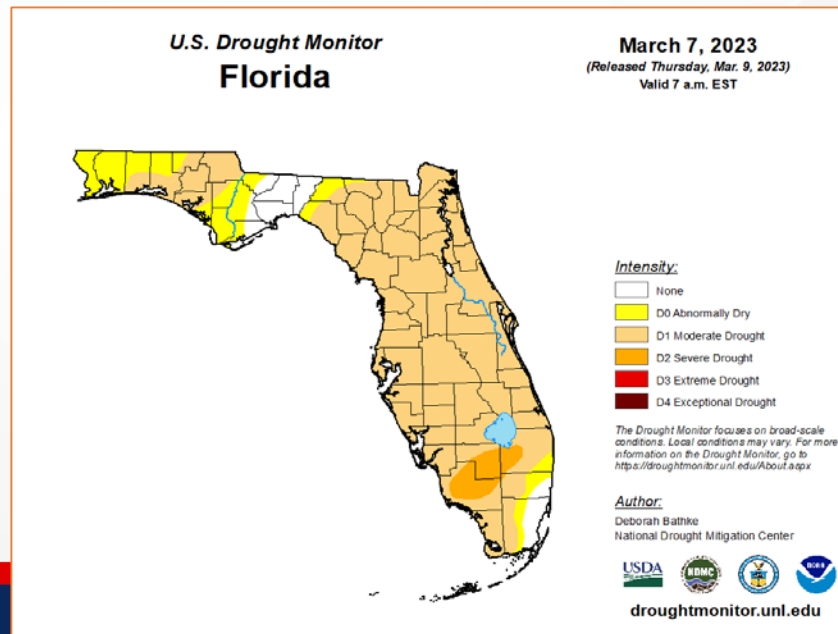 U.S. Drought Monitor
Florida
March 7, 2023
(Released Thursday, Mar. 9, 2023)
Valid 7 a.m. EST
Intensity:
None
D0 Abnormally Dry
D1 Moderate Drought
D2 Severe Drought
D3 Extreme Drought
D4 Exceptional Drought
The Drought Monitor focuses on broad-scale
conditions. Local conditions may vary. For more
information on the Drought Monitor, go to
https://droughtmonitor.unl.edu/About.aspx
Author:
Deborah Bathke
National Drought Mitigation Center
USDA
NDMC
droughtmonitor.unl.edu